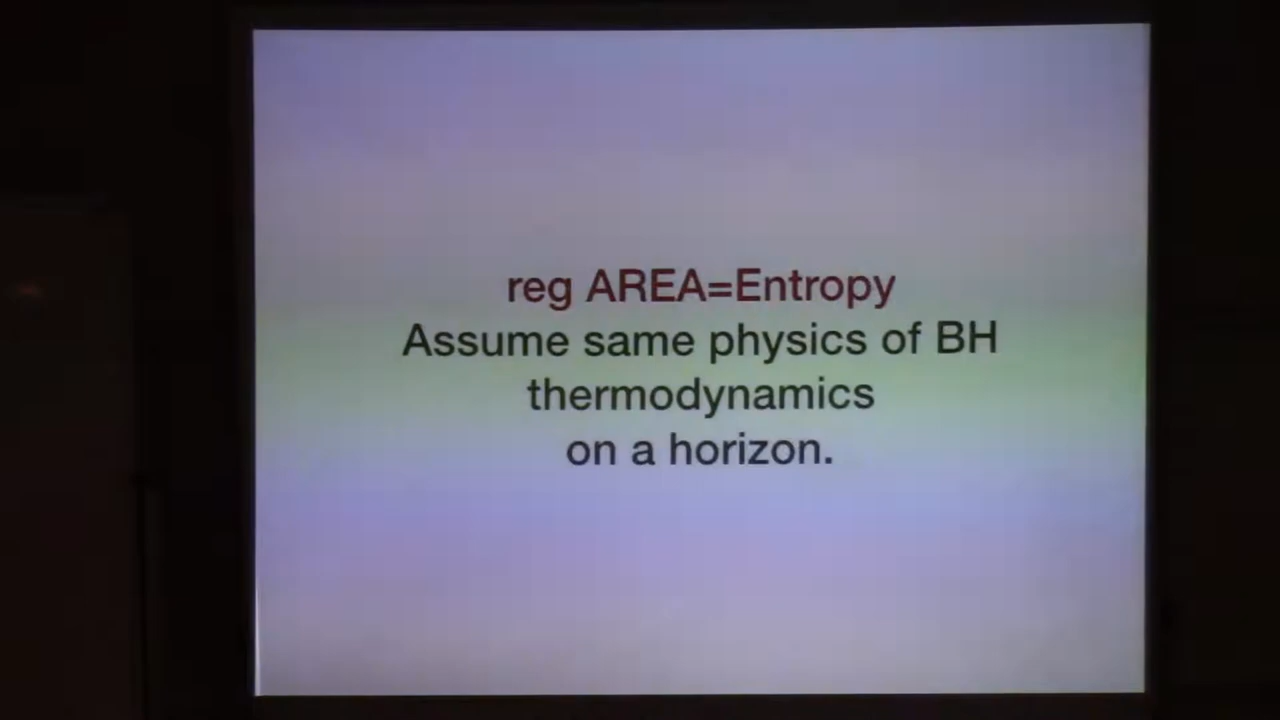 reg AREA=Entropy
Assume same physics of BH
thermodynamics
on a horizon.